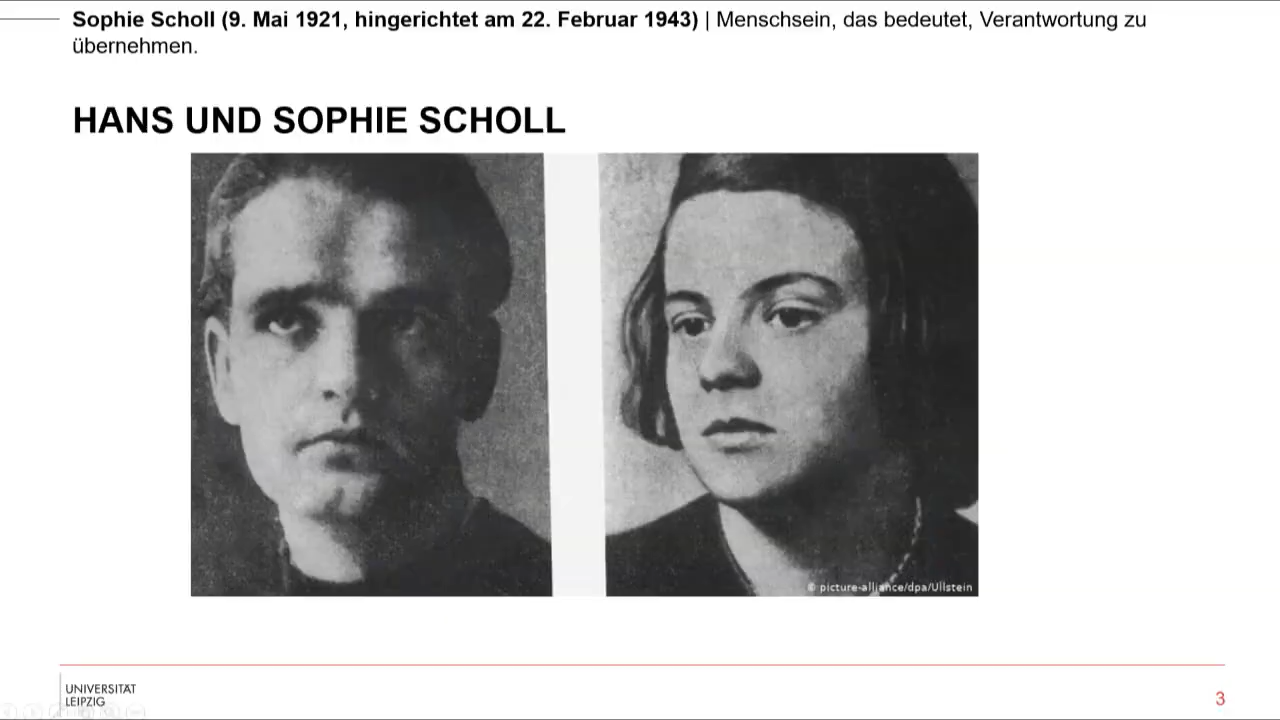 Sophie Scholl (9. Mai 1921, hingerichtet am 22. Februar 1943) | Menschsein, das bedeutet, Verantwortung zu
übernehmen.
HANS UND SOPHIE SCHOLL
© picture-alliance/dpa/Ullstein
UNIVERSITÄT
LEIPZIG
3